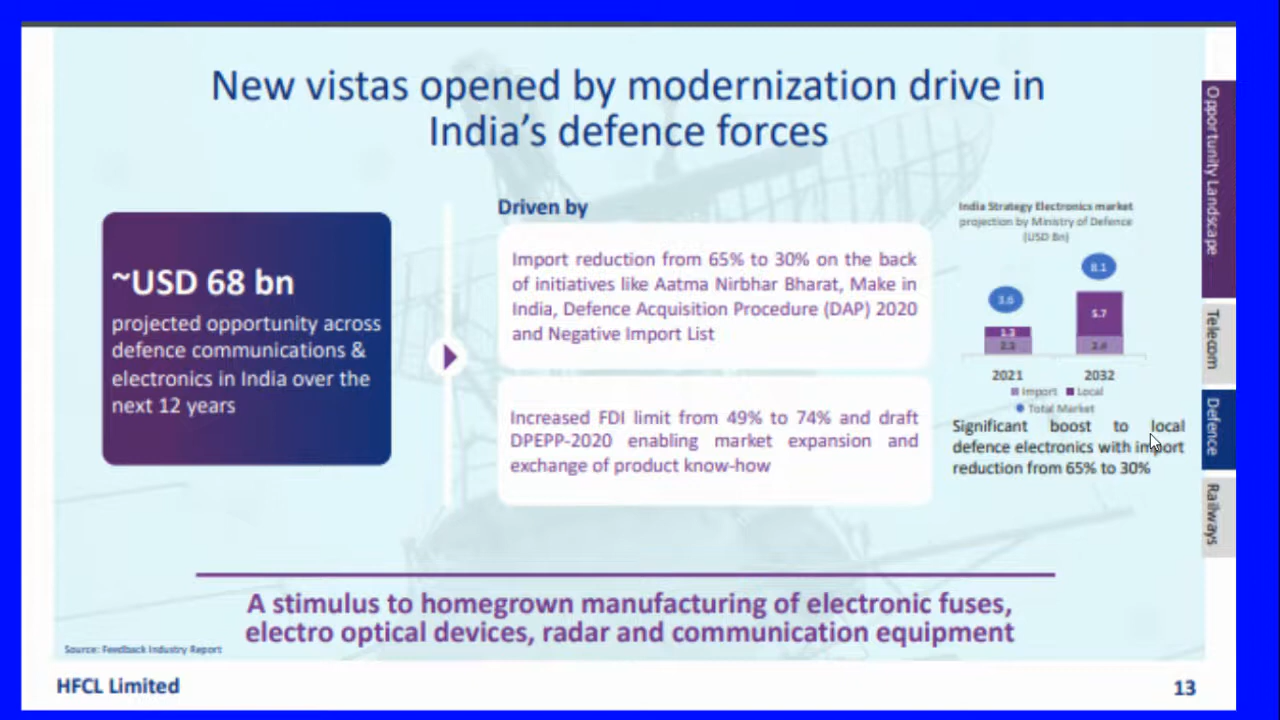 New vistas opened by modernization drive in
India's defence forces
~USD 68 bn
projected opportunity across
defence communications &
electronics in India over the
next 12 years
Driven by
Import reduction from 65% to 30% on the back
of initiatives like Aatma Nirbhar Bharat, Make in
India, Defence Acquisition Procedure (DAP) 2020
and Negative Import List
Increased FDI limit from 49% to 74% and draft
DPEPP-2020 enabling market expansion and
exchange of product know-how
India Strategy Electronics market
projection by Ministry of Defence
(USD Bn)
8.1
3.6
5.7
1.3
2.3
2.4
2021
2032
Import Local
Total Market
Significant boost to local
defence electronics with import
reduction from 65% to 30%
Opportunity Landscape
Telecom
Defence
Railways
A stimulus to homegrown manufacturing of electronic fuses,
electro optical devices, radar and communication equipment
Source: Feedback Industry Report
HFCL Limited
13